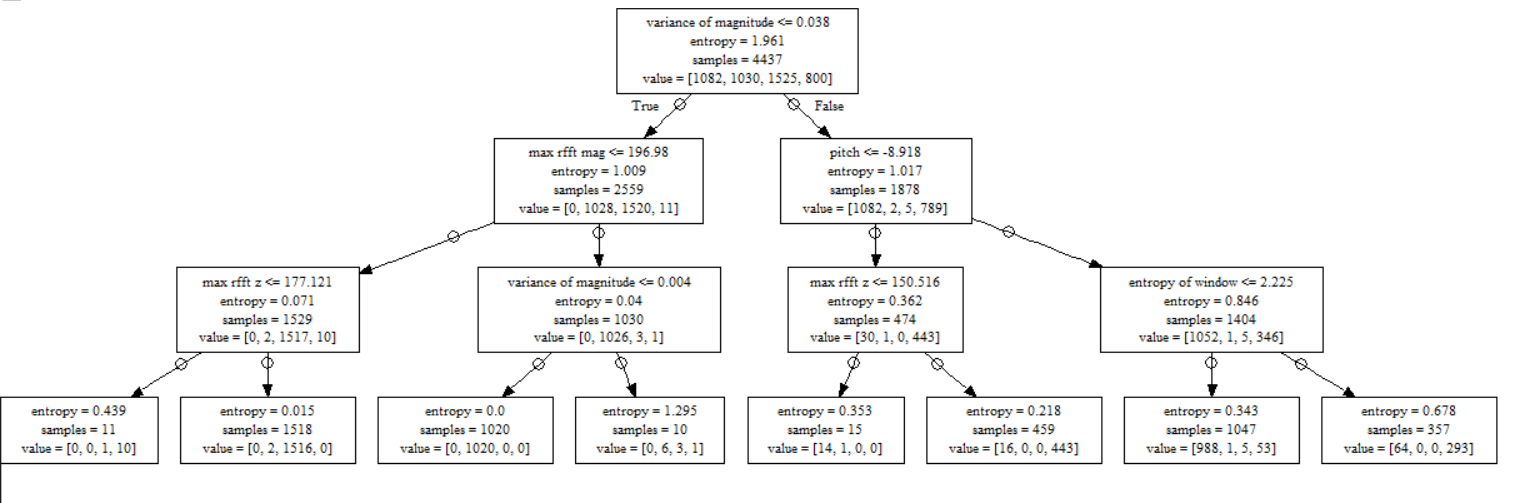 variance of magnitude <= 0.038
entropy = 1.961
samples = 4437
value = [1082, 1030, 1525, 800]
True
False
max rfft mag <= 196.98
entropy = 1.009
samples = 2559
value = [0, 1028, 1520, 11]
pitch <= -8.918
entropy = 1.017
samples = 1878
value = [1082, 2, 5, 789]
max rfft z <= 177.121
entropy = 0.071
samples = 1529
value = [0, 2, 1517, 10]
variance of magnitude <= 0.004
entropy = 0.04
samples = 1030
value = [0, 1026, 3, 1]
max rfft z <= 150.516
entropy = 0.362
samples = 474
value = [30, 1, 0, 443]
entropy of window <= 2.225
entropy = 0.846
samples = 1404
value = [1052, 1, 5, 346]
entropy = 0.439
samples = 11
value = [0, 0, 1, 10]
entropy = 0.015
samples = 1518
value = [0, 2, 1516, 0]
entropy = 0.0
samples = 1020
value = [0, 1020, 0, 0]
entropy = 1.295
samples = 10
value = [0, 6, 3, 1]
entropy = 0.353
samples = 15
value = [14, 1, 0, 0]
entropy = 0.218
samples = 459
value = [16, 0, 0, 443]
entropy = 0.343
samples = 1047
value = [988, 1, 5, 53]
entropy = 0.678
samples = 357
value = [64, 0, 0, 293]